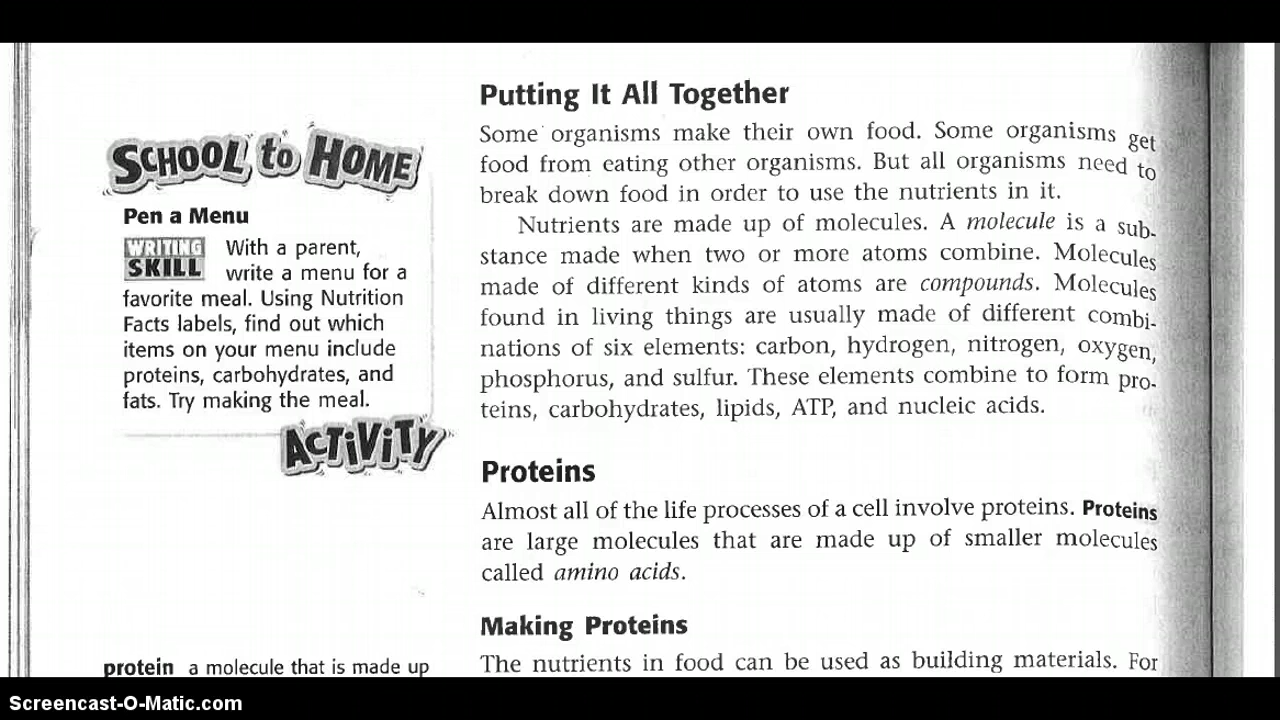 SCHOOL to HOME
Pen a Menu
WRITING SKILL
With a parent,
write a menu for a
favorite meal. Using Nutrition
Facts labels, find out which
items on your menu include
proteins, carbohydrates, and
fats. Try making the meal.
ACTIVITY
protein a molecule that is made up
Putting It All Together
Some organisms make their own food. Some organisms get
food from eating other organisms. But all organisms need to
break down food in order to use the nutrients in it.
Nutrients are made up of molecules. A molecule is a sub-
stance made when two or more atoms combine. Molecules
made of different kinds of atoms are compounds. Molecules
found in living things are usually made of different combi-
nations of six elements: carbon, hydrogen, nitrogen, oxygen,
phosphorus, and sulfur. These elements combine to form pro-
teins, carbohydrates, lipids, ATP, and nucleic acids.
Proteins
Almost all of the life processes of a cell involve proteins. Proteins
are large molecules that are made up of smaller molecules
called amino acids.
Making Proteins
The nutrients in food can be used as building materials. For
Screencast-O-Matic.com